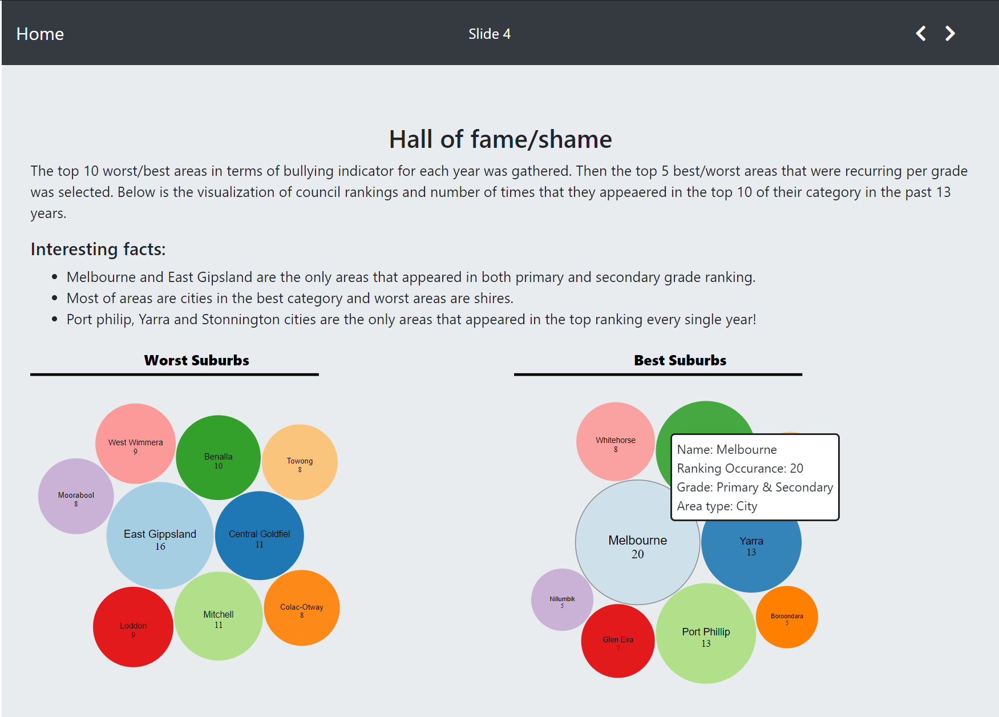 Home
Slide 4
Hall of fame/shame
The top 10 worst/best areas in terms of bullying indicator for each year was gathered. Then the top 5 best/worst areas that were recurring per grade
was selected. Below is the visualization of council rankings and number of times that they appeaered in the top 10 of their category in the past 13
years.
Interesting facts:
Melbourne and East Gipsland are the only areas that appeared in both primary and secondary grade ranking.
Most of areas are cities in the best category and worst areas are shires.
Port philip, Yarra and Stonnington cities are the only areas that appeared in the top ranking every single year!
Worst Suburbs
West Wimmera
9
Benalla
10
Towong
8
Moorabool
8
East Gippsland
16
Central Goldfiel
11
Loddon
9
Mitchell
11
Colac-Otway
8
Best Suburbs
Whitehorse
8
Name: Melbourne
Ranking Occurance: 20
Grade: Primary & Secondary
Area type: City
Melbourne
20
Yarra
13
Nillumbik
5
Glen Eira
7
Port Phillip
13
Boroondara
5